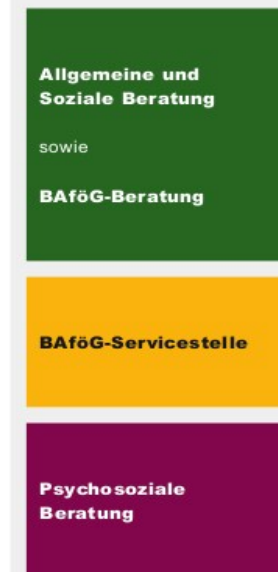 Allgemeine und
Soziale Beratung
sowie
BAföG-Beratung
BAföG-Servicestelle
Psychosoziale
Beratung